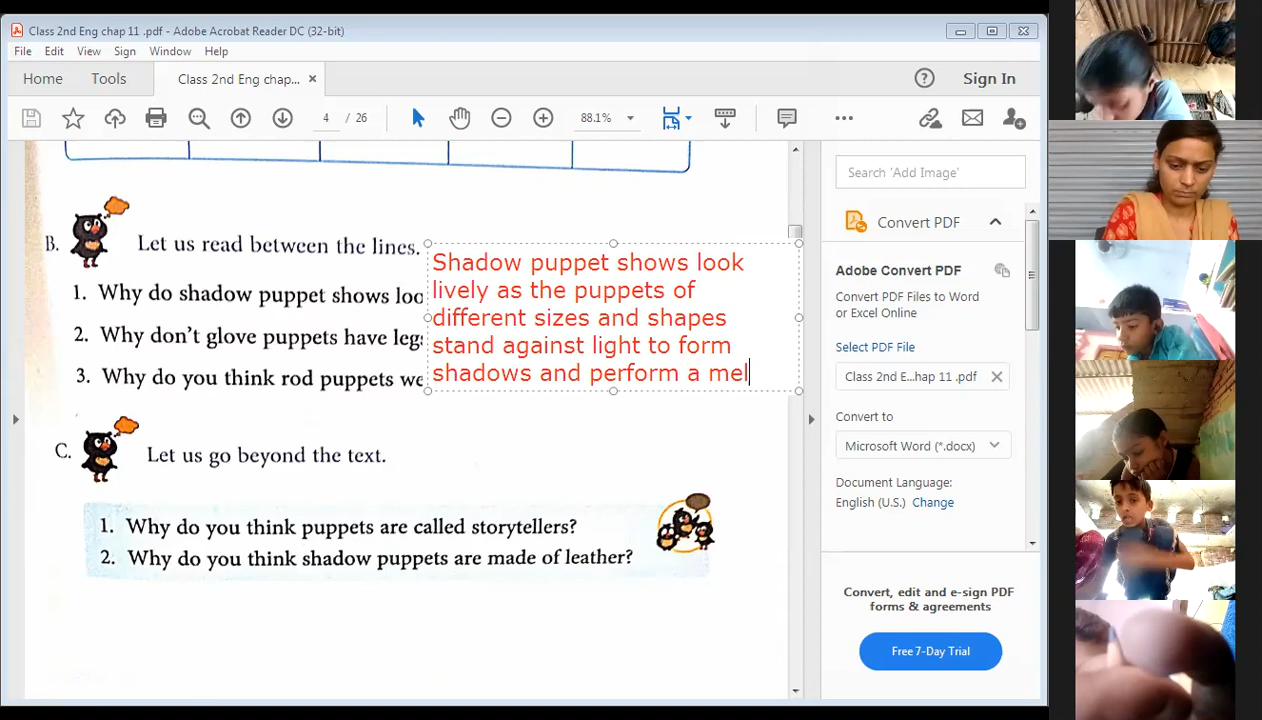 Class 2nd Eng chap 11 .pdf - Adobe Acrobat Reader DC (32-bit)
File Edit View Sign Window Help
Home Tools Class 2nd Eng chap... × Sign In
4 / 26 88.1%
B. Let us read between the lines.
1. Why do shadow puppet shows loo
2. Why don't glove puppets have legs
3. Why do you think rod puppets we
Shadow puppet shows look
lively as the puppets of
different sizes and shapes
stand against light to form
shadows and perform a mel
C. Let us go beyond the text.
1. Why do you think puppets are called storytellers?
2. Why do you think shadow puppets are made of leather?
Search 'Add Image'
Convert PDF
Adobe Convert PDF
Convert PDF Files to Word
or Excel Online
Select PDF File
Class 2nd E...hap 11 .pdf
Convert to
Microsoft Word (*.docx)
Document Language:
English (U.S.) Change
Convert, edit and e-sign PDF
forms & agreements
Free 7-Day Trial